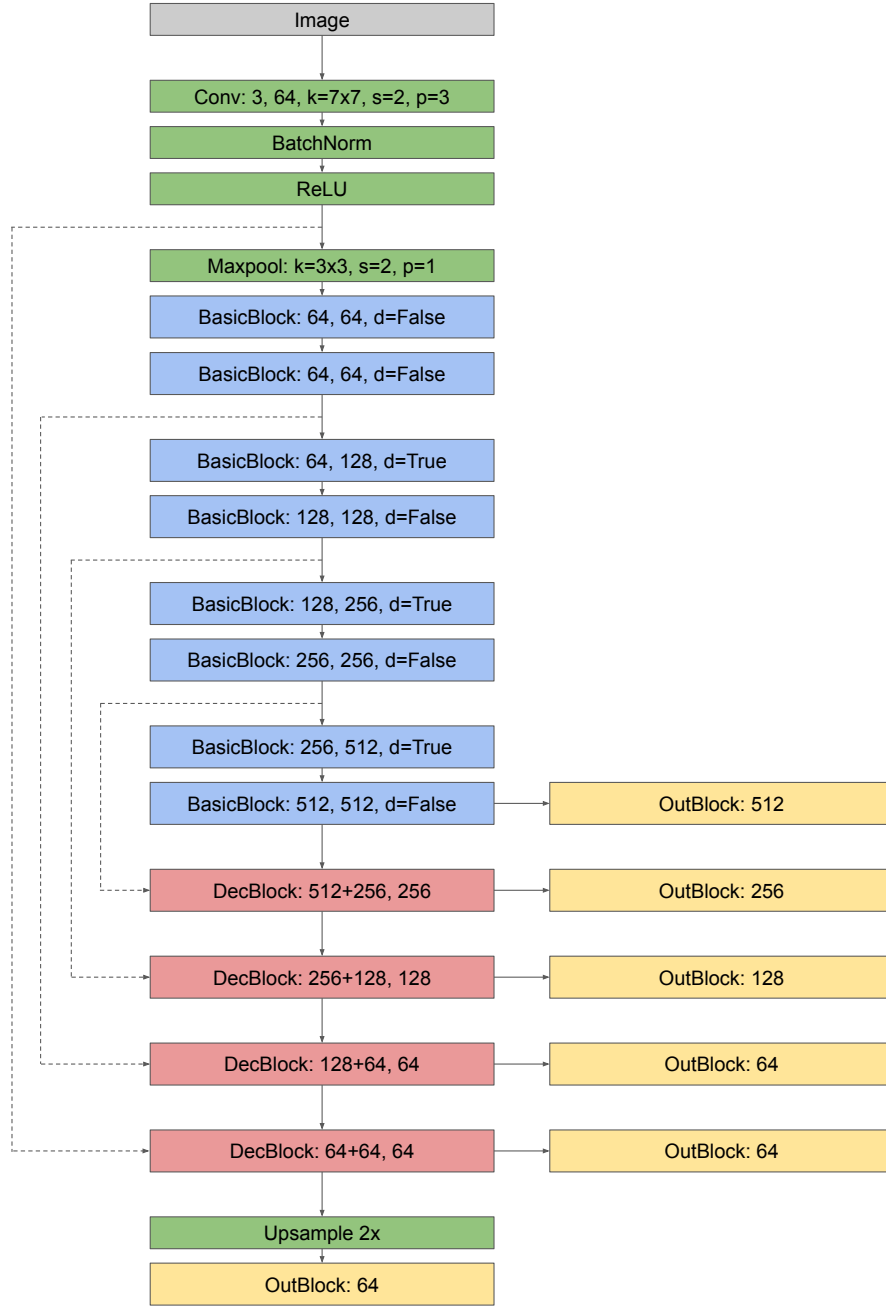 Image
Conv: 3, 64, k=7x7, s=2, p=3
BatchNorm
ReLU
Maxpool: k=3x3, s=2, p=1
BasicBlock: 64, 64, d=False
BasicBlock: 64, 64, d=False
BasicBlock: 64, 128, d=True
BasicBlock: 128, 128, d=False
BasicBlock: 128, 256, d=True
BasicBlock: 256, 256, d=False
BasicBlock: 256, 512, d=True
BasicBlock: 512, 512, d=False
OutBlock: 512
DecBlock: 512+256, 256
OutBlock: 256
DecBlock: 256+128, 128
OutBlock: 128
DecBlock: 128+64, 64
OutBlock: 64
DecBlock: 64+64, 64
OutBlock: 64
Upsample 2x
OutBlock: 64